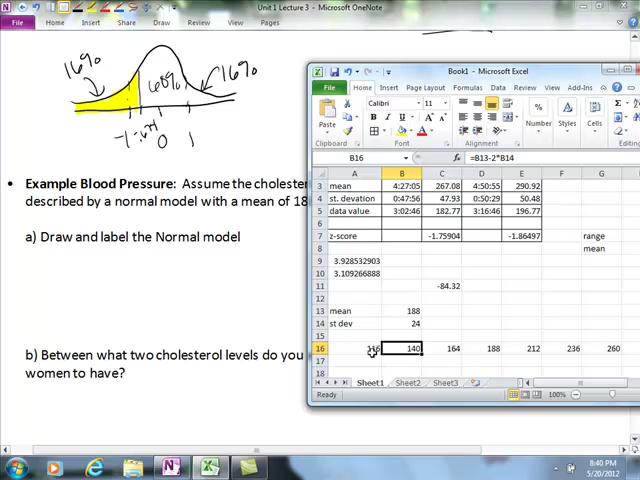 Unit 1 Lecture 3 - Microsoft OneNote
File Home Insert Share Draw Review View
16%
68%
16%
-1
0
1
Book1 - Microsoft Excel
File Home Insert Page Form Data Revie View Add-
Calibri 11
Clipboard Font Alignment Number Styles Cells
B16 fx =B13-2*B14
A B C D E F G
3 mean 4:27:05 267.08 4:50:55 290.92
4 st. devation 0:47:56 47.93 0:50:29 50.48
5 data value 3:02:46 182.77 3:16:46 196.77
6
7 z-score -1.75904 -1.86497 range
8 mean
9 3.928532903
10 3.109266888
11 -84.32
12
13 mean 188
14 st dev 24
15
16 116 140 164 188 212 236 260
17
18
Sheet1 Sheet2 Sheet3
Ready 100%
• Example Blood Pressure: Assume the cholester
described by a normal model with a mean of 18
a) Draw and label the Normal model
b) Between what two cholesterol levels do you
women to have?
8:40 PM
5/20/2012